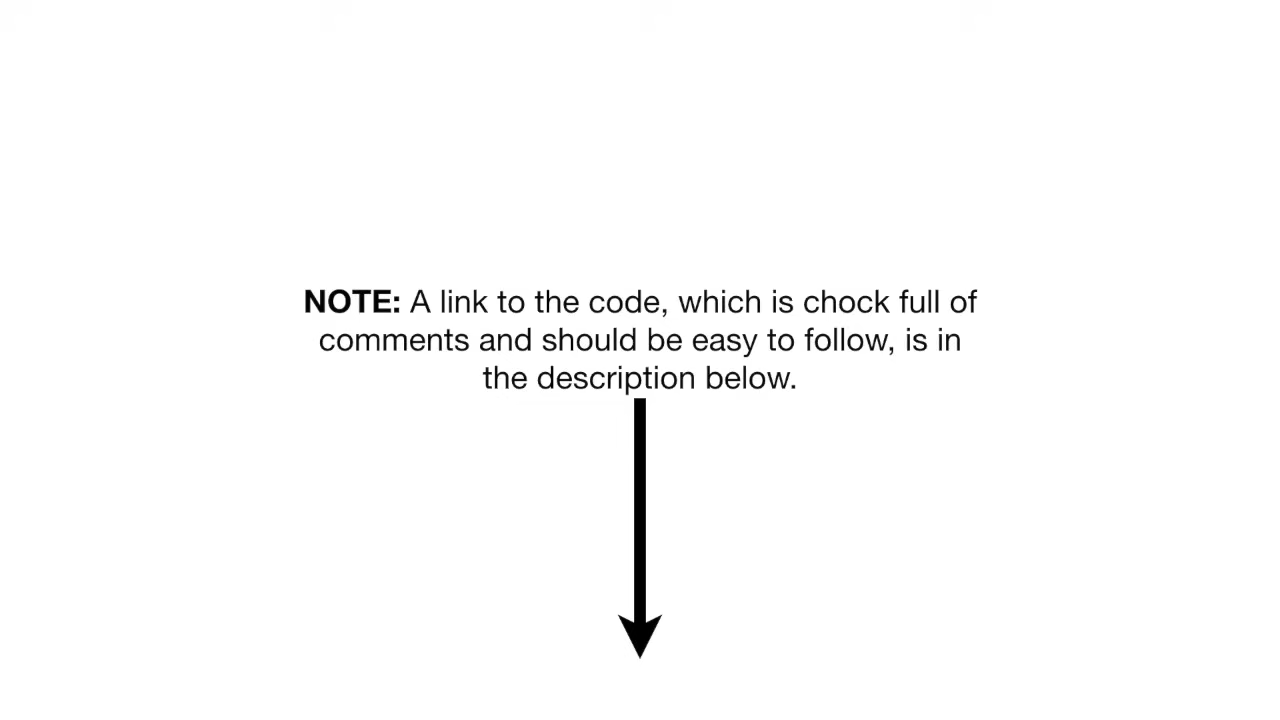 NOTE: A link to the code, which is chock full of
comments and should be easy to follow, is in
the description below.